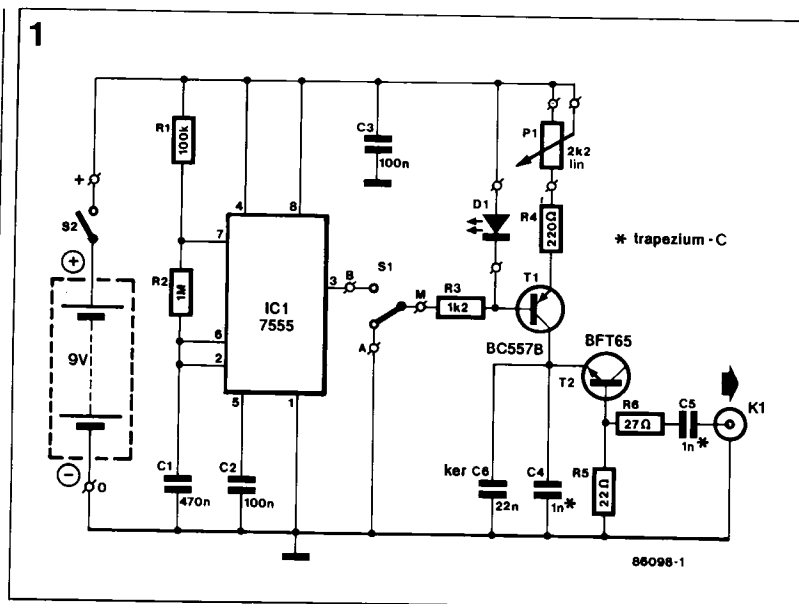 1
R1
100k
C3
100n
P1
2k2
lin
+
4
8
D1
R4
220Ω
* trapezium-C
S2
7
+
R2
1M
IC1
7555
3
B
S1
M
R3
1k2
T1
9V
6
2
A
BC557B
BFT65
T2
5
1
R6
27Ω
C5
1n*
K1
−
0
C1
470n
C2
100n
ker C6
22n
C4
1n*
R5
22Ω
86098-1